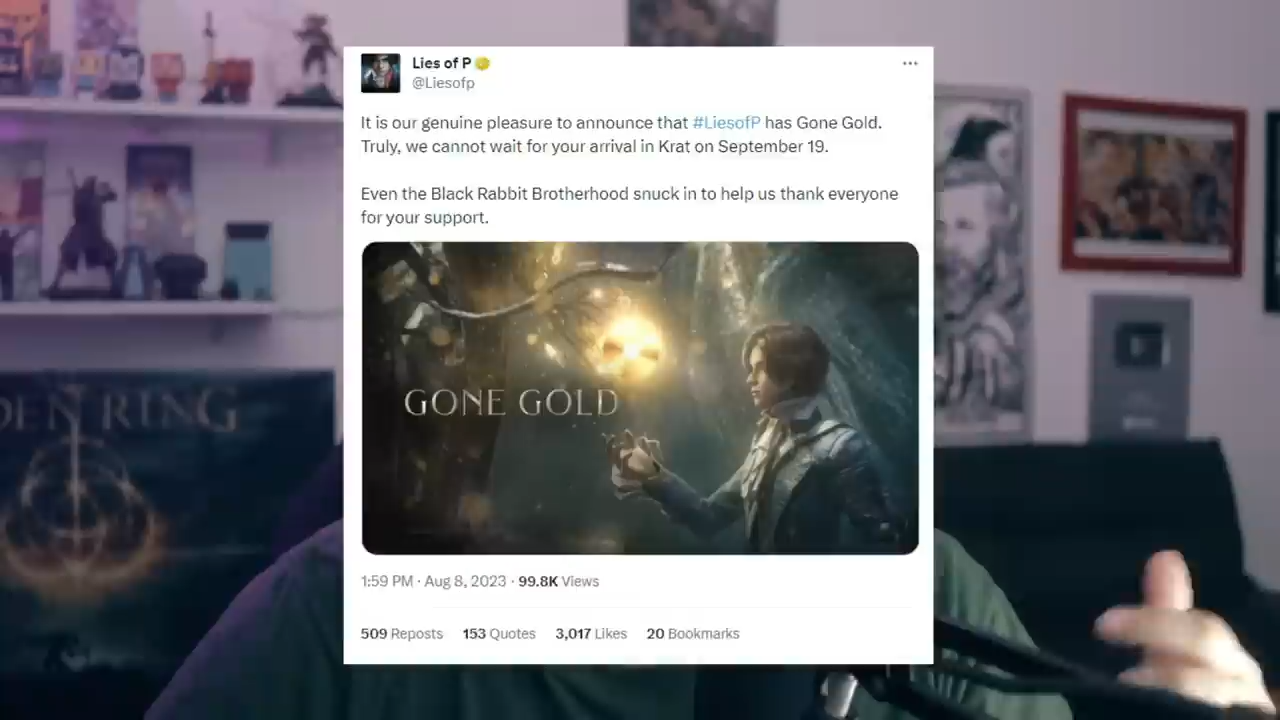 Lies of P
@Liesofp
It is our genuine pleasure to announce that #LiesofP has Gone Gold.
Truly, we cannot wait for your arrival in Krat on September 19.
Even the Black Rabbit Brotherhood snuck in to help us thank everyone
for your support.
GONE GOLD
DEN RING
1:59 PM · Aug 8, 2023 · 99.8K Views
509 Reposts 153 Quotes 3,017 Likes 20 Bookmarks